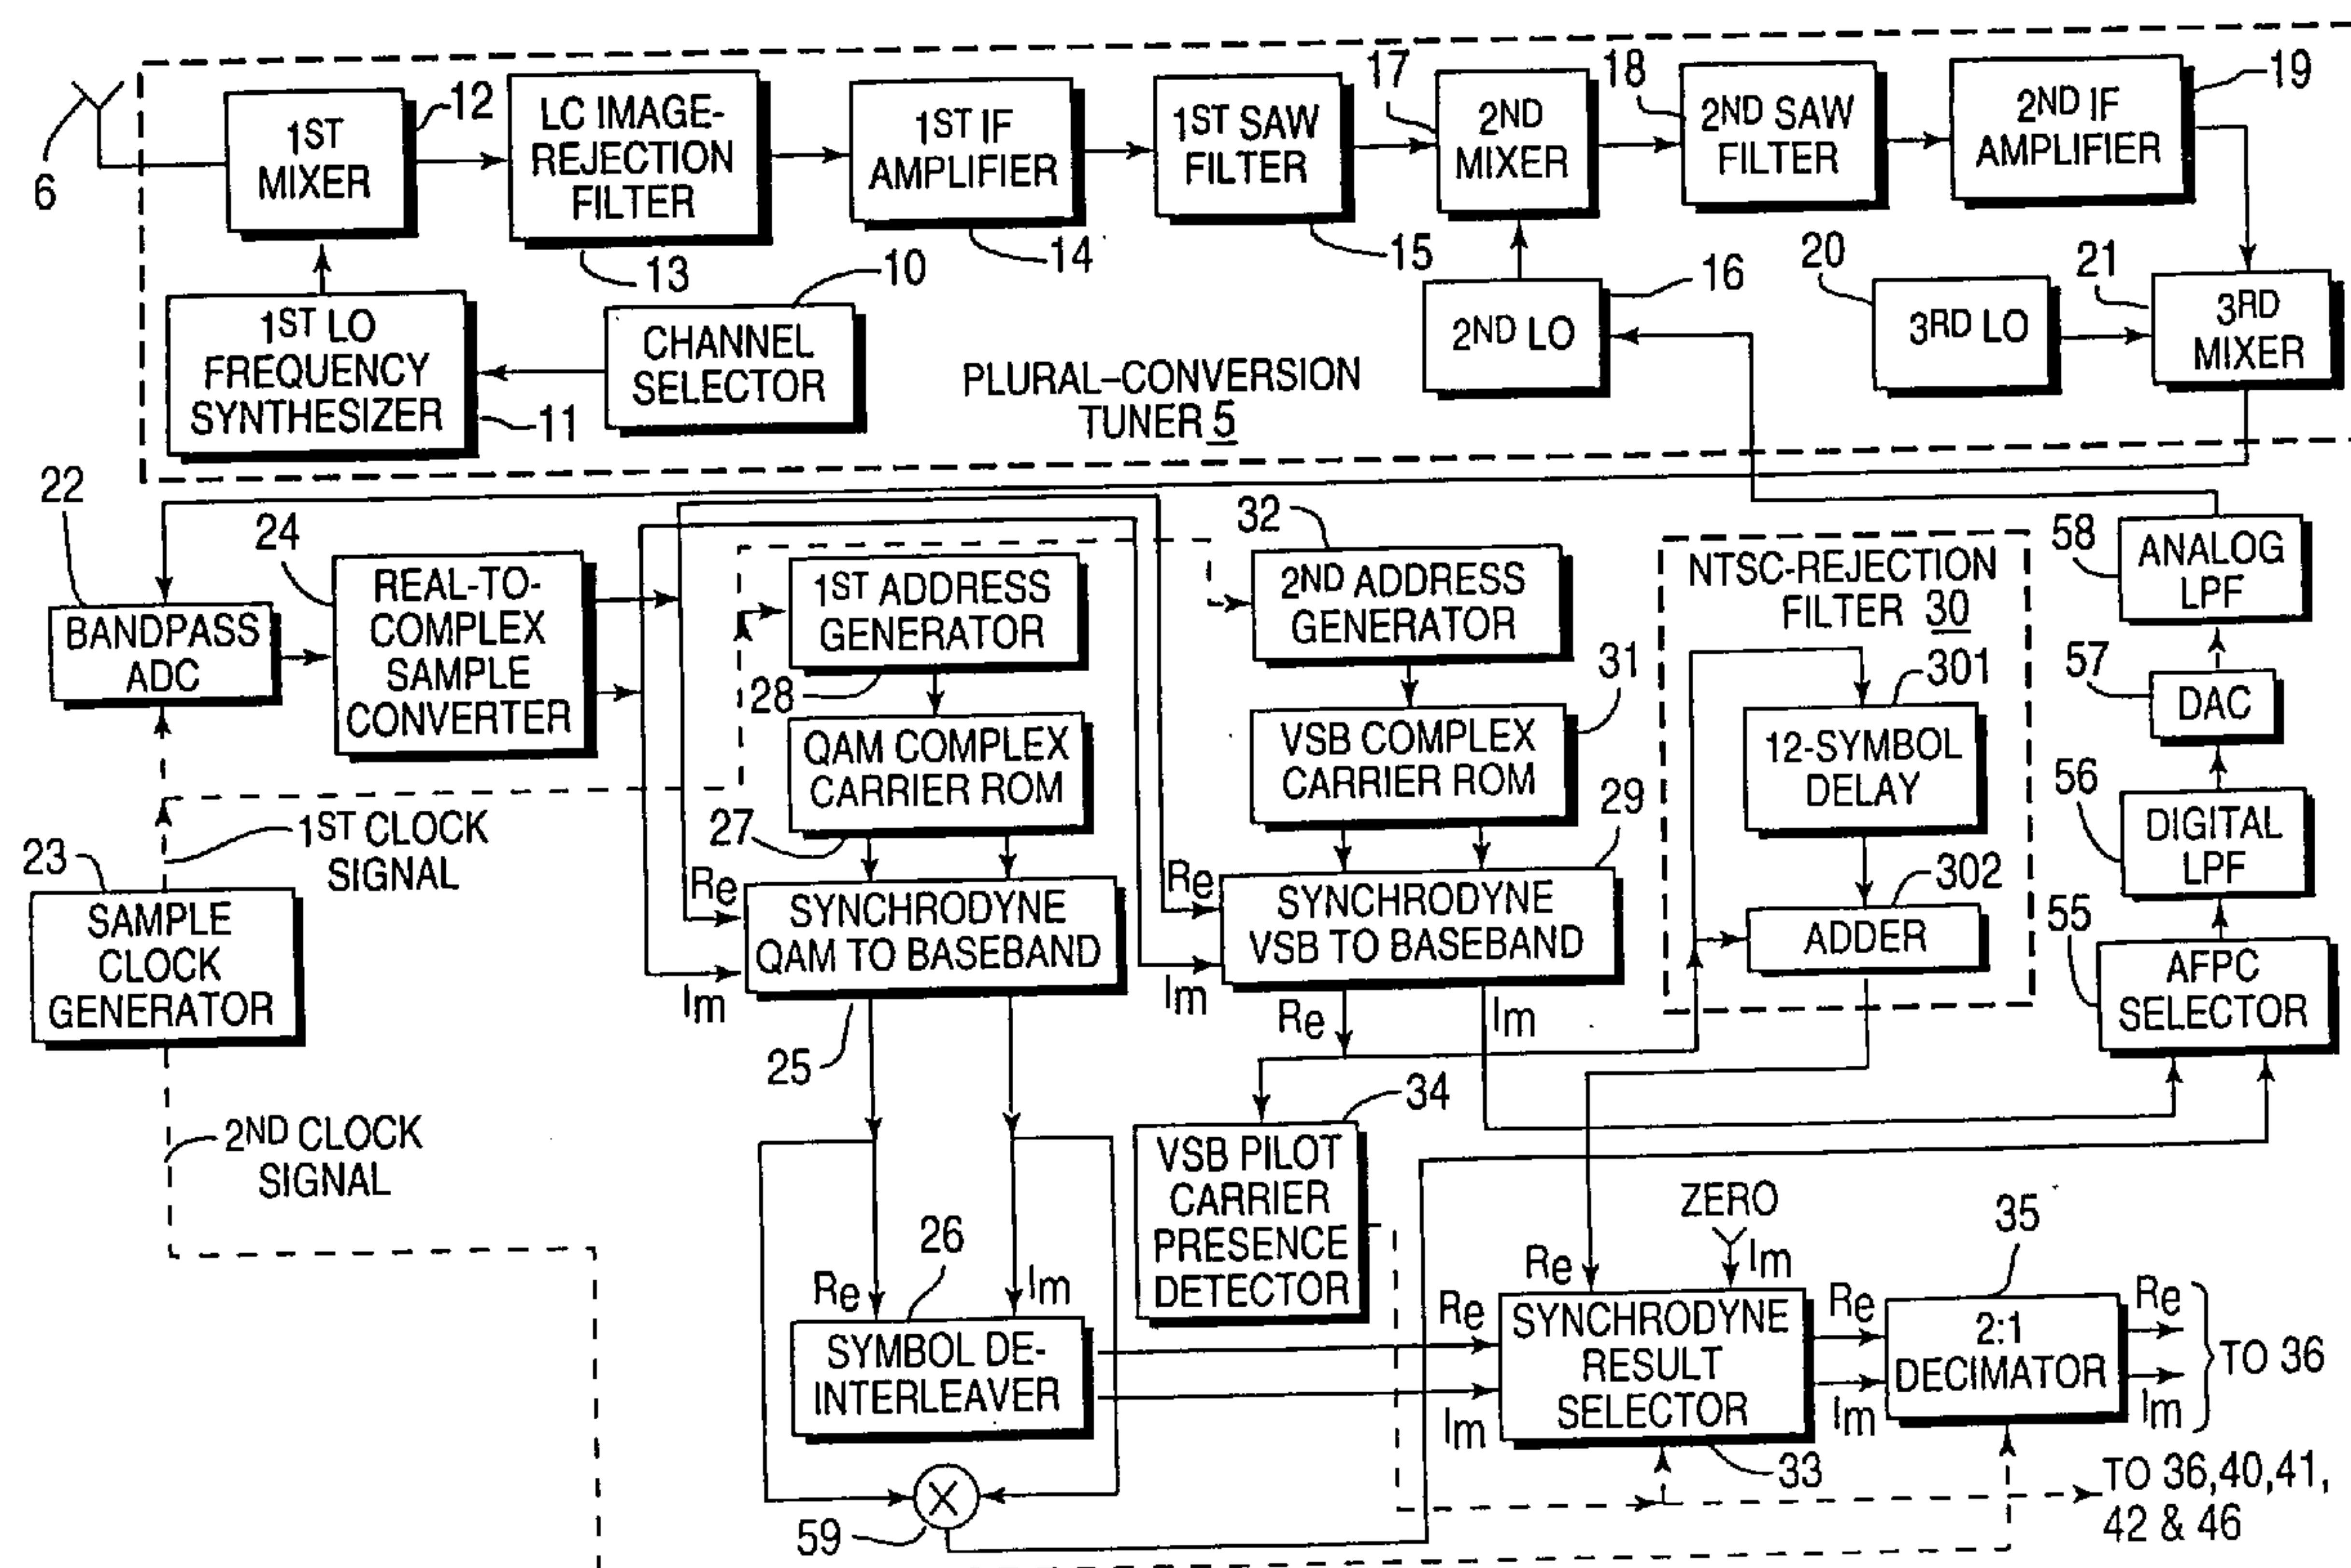 6
1ST
MIXER
12
LC IMAGE-
REJECTION
FILTER
13
1ST IF
AMPLIFIER
14
1ST SAW
FILTER
15
17
2ND
MIXER
18
2ND SAW
FILTER
2ND IF
AMPLIFIER
19
1ST LO
FREQUENCY
SYNTHESIZER
11
10
CHANNEL
SELECTOR
PLURAL–CONVERSION
TUNER 5
2ND LO
16
20
3RD LO
21
3RD
MIXER
22
BANDPASS
ADC
24
REAL-TO-
COMPLEX
SAMPLE
CONVERTER
1ST ADDRESS
GENERATOR
28
32
2ND ADDRESS
GENERATOR
NTSC-REJECTION
FILTER 30
58
ANALOG
LPF
QAM COMPLEX
CARRIER ROM
27
31
VSB COMPLEX
CARRIER ROM
301
12-SYMBOL
DELAY
57
DAC
1ST CLOCK
SIGNAL
23
SAMPLE
CLOCK
GENERATOR
Re
SYNCHRODYNE
QAM TO BASEBAND
Im
25
Re
29
SYNCHRODYNE
VSB TO BASEBAND
Im
Re
Im
302
ADDER
56
DIGITAL
LPF
55
AFPC
SELECTOR
2ND CLOCK
SIGNAL
34
VSB PILOT
CARRIER
PRESENCE
DETECTOR
26
Re
Im
SYMBOL DE-
INTERLEAVER
ZERO
Re
Im
Re
Im
SYNCHRODYNE
RESULT
SELECTOR
33
35
Re
Im
2:1
DECIMATOR
Re
Im
TO 36
59
X
TO 36,40,41,
42 & 46